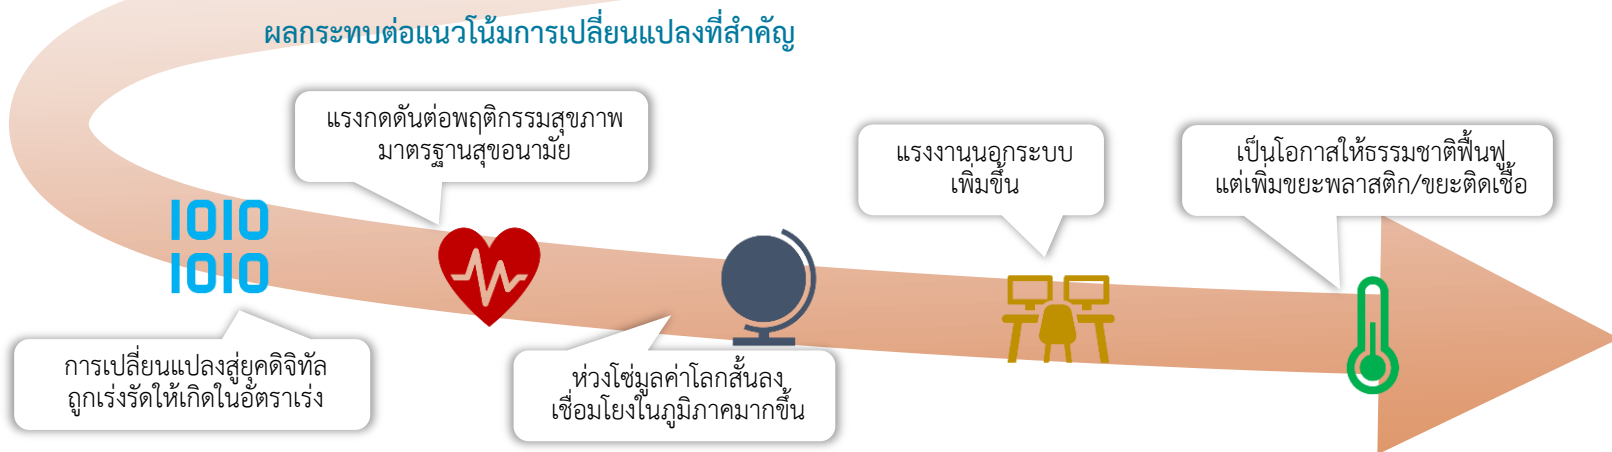 ผลกระทบต่อแนวโน้มการเปลี่ยนแปลงที่สำคัญ
แรงกดดันต่อพฤติกรรมสุขภาพ
มาตรฐานสุขอนามัย
แรงงานนอกระบบ
เพิ่มขึ้น
เป็นโอกาสให้ธรรมชาติฟื้นฟู
แต่เพิ่มขยะพลาสติก/ขยะติดเชื้อ
1010
1010
การเปลี่ยนแปลงสู่ยุคดิจิทัล
ถูกเร่งรัดให้เกิดในอัตราเร่ง
ห่วงโซ่มูลค่าโลกสั้นลง
เชื่อมโยงในภูมิภาคมากขึ้น